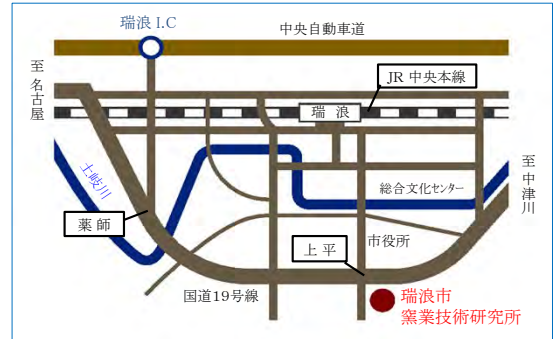 瑞浪 I.C
中央自動車道
至 名古屋
JR 中央本線
瑞 浪
土岐川
総合文化センター
至 中津川
薬 師
市役所
上 平
国道19号線
瑞浪市
窯業技術研究所